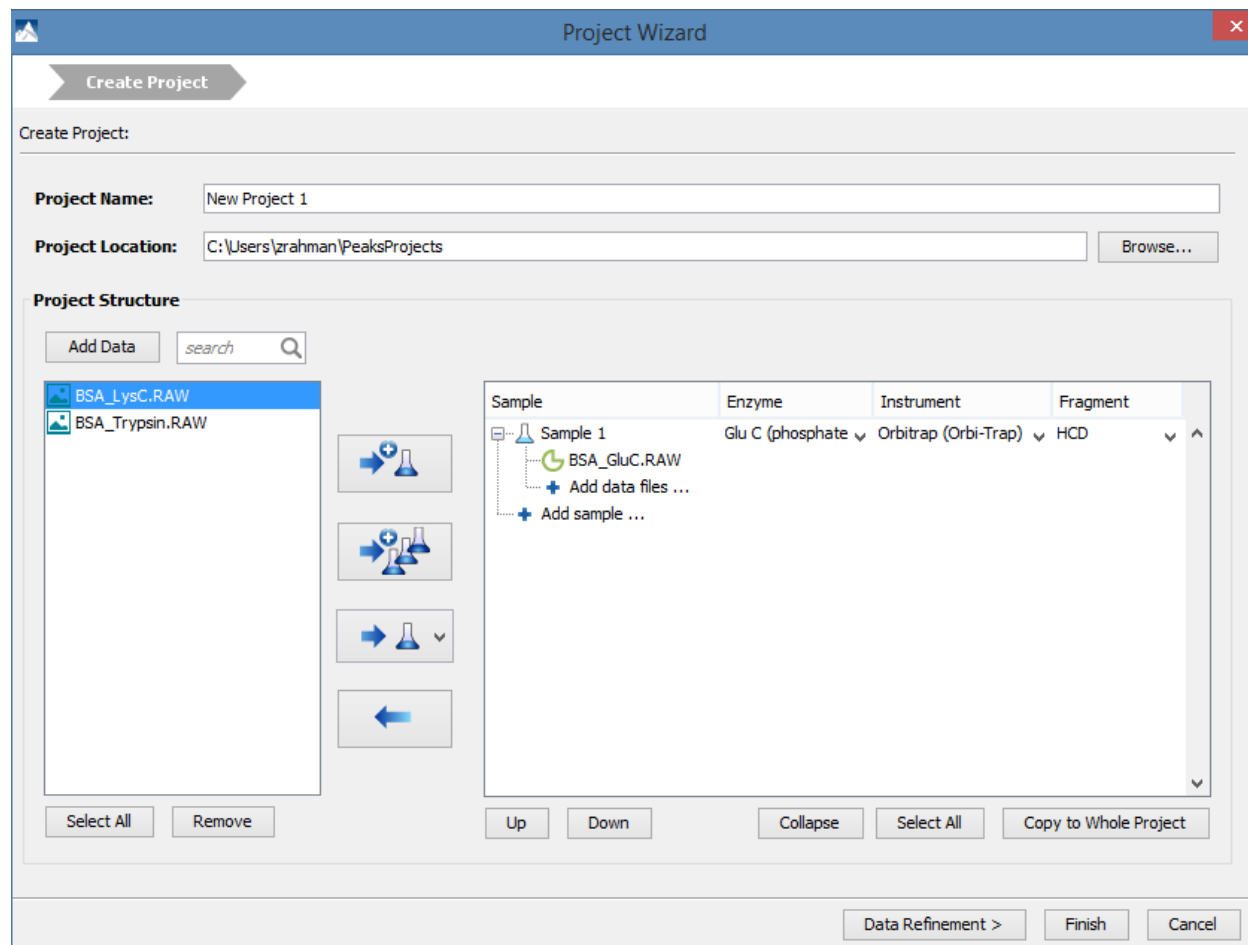 Project Wizard
Create Project
Create Project:
Project Name: New Project 1
Project Location: C:\Users\zrahman\PeaksProjects Browse...
Project Structure
Add Data search
BSA_LysC.RAW
BSA_Trypsin.RAW
Sample Enzyme Instrument Fragment
Sample 1 Glu C (phosphate Orbitrap (Orbi-Trap) HCD
BSA_GluC.RAW
Add data files ...
Add sample ...
Select All Remove Up Down Collapse Select All Copy to Whole Project
Data Refinement > Finish Cancel